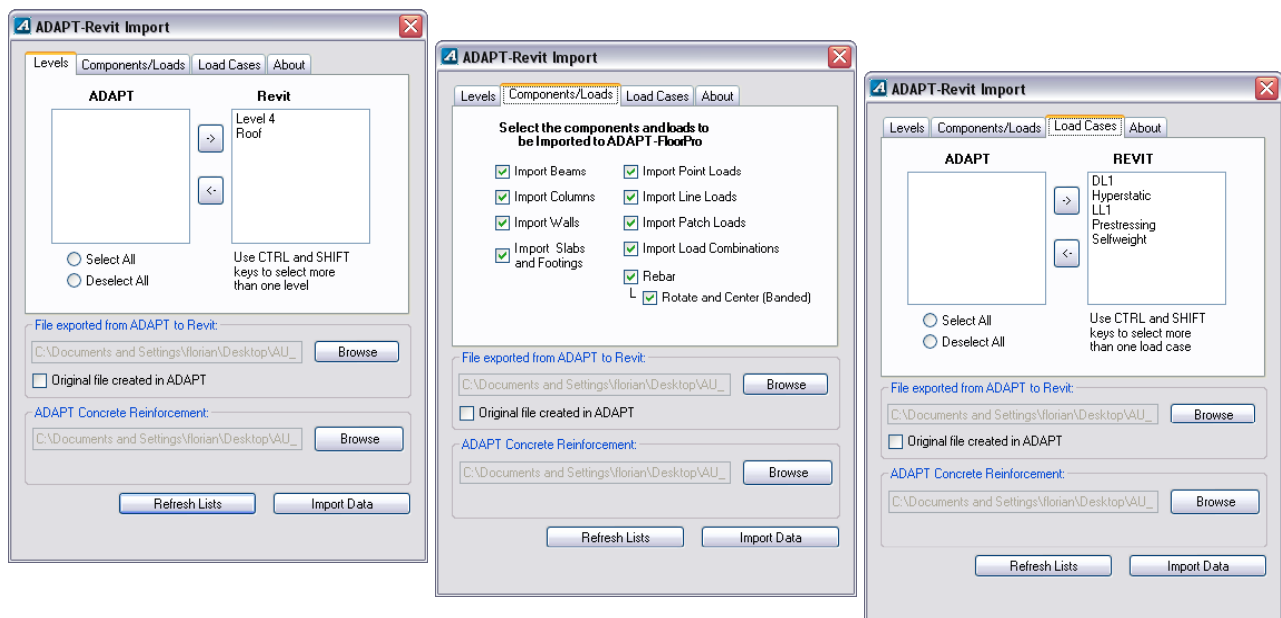 ADAPT-Revit Import
Levels Components/Loads Load Cases About
ADAPT Revit
Level 4
Roof
->
<-
Select All
Deselect All
Use CTRL and SHIFT
keys to select more
than one level
File exported from ADAPT to Revit:
C:\Documents and Settings\florian\Desktop\AU_ Browse
Original file created in ADAPT
ADAPT Concrete Reinforcement:
C:\Documents and Settings\florian\Desktop\AU_ Browse
Refresh Lists Import Data
ADAPT-Revit Import
Levels Components/Loads Load Cases About
Select the components and loads to
be Imported to ADAPT-FloorPro
Import Beams Import Point Loads
Import Columns Import Line Loads
Import Walls Import Patch Loads
Import Slabs
and Footings
Import Load Combinations
Rebar
Rotate and Center (Banded)
File exported from ADAPT to Revit:
C:\Documents and Settings\florian\Desktop\AU_ Browse
Original file created in ADAPT
ADAPT Concrete Reinforcement:
C:\Documents and Settings\florian\Desktop\AU_ Browse
Refresh Lists Import Data
ADAPT-Revit Import
Levels Components/Loads Load Cases About
ADAPT REVIT
DL1
Hyperstatic
LL1
Prestressing
Selfweight
->
<-
Select All
Deselect All
Use CTRL and SHIFT
keys to select more
than one load case
File exported from ADAPT to Revit:
C:\Documents and Settings\florian\Desktop\AU_ Browse
Original file created in ADAPT
ADAPT Concrete Reinforcement:
C:\Documents and Settings\florian\Desktop\AU_ Browse
Refresh Lists Import Data